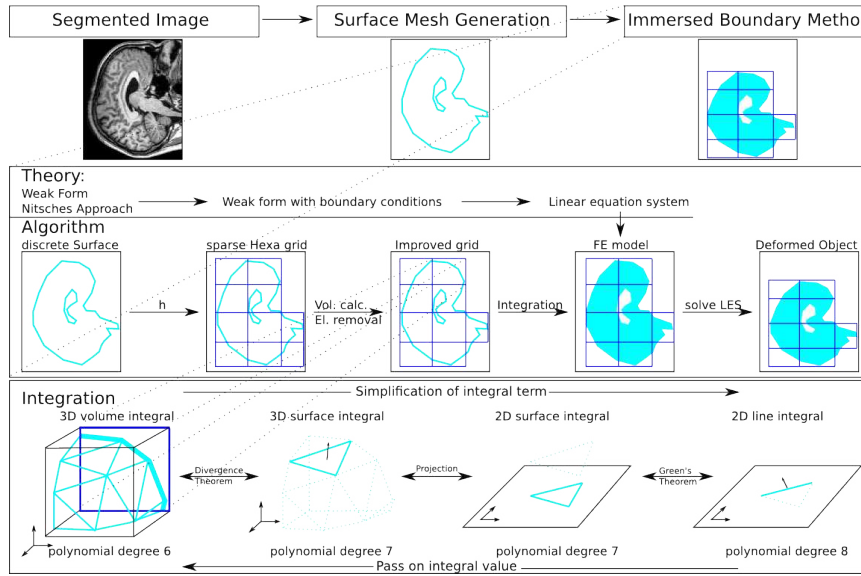 Segmented Image
Surface Mesh Generation
Immersed Boundary Metho
Theory:
Weak Form
Nitsches Approach
Weak form with boundary conditions
Linear equation system
Algorithm
discrete Surface
sparse Hexa grid
Improved grid
FE model
Deformed Object
h
Vol. calc.
El. removal
Integration
solve LES
Integration
Simplification of integral term
3D volume integral
3D surface integral
2D surface integral
2D line integral
Divergence
Theorem
Projection
Green's
Theorem
polynomial degree 6
polynomial degree 7
polynomial degree 7
polynomial degree 8
Pass on integral value